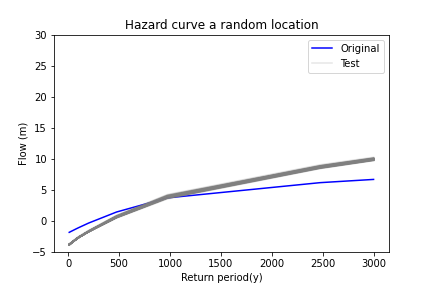 Hazard curve a random location
30
25
20
15
10
5
0
−5
Flow (m)
Original
Test
0 500 1000 1500 2000 2500 3000
Return period(y)